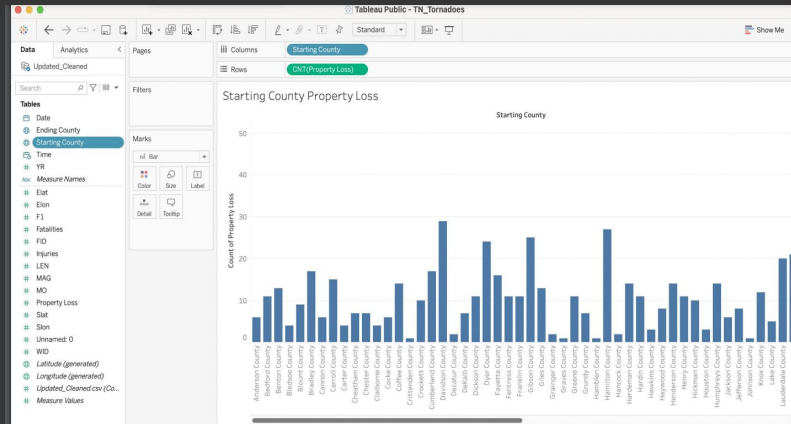 Tableau Public - TN_Tornados
Standard
Show Me
Data
Analytics
Pages
Columns
Starting County
Updated_Cleaned
Rows
CNT(Property Loss)
Search
Filters
Starting County Property Loss
Tables
Date
Ending County
Starting County
Time
YR
Abc Measure Names
Elat
Elon
F1
Fatalities
FID
Injuries
LEN
MAG
MO
Property Loss
Slat
Slon
Unnamed: 0
WID
Latitude (generated)
Longitude (generated)
Updated_Cleaned.csv (Co...
Measure Values
Marks
Bar
Color
Size
Label
Detail
Tooltip
Starting County
Count of Property Loss
50
40
30
20
10
0
Anderson County
Bedford County
Benton County
Bledsoe County
Blount County
Bradley County
Cannon County
Carroll County
Carter County
Cheatham County
Chester County
Claiborne County
Cocke County
Coffee County
Crittenden County
Crockett County
Cumberland County
Davidson County
Decatur County
DeKalb County
Dickson County
Dyer County
Fayette County
Fentress County
Franklin County
Gibson County
Giles County
Grainger County
Graves County
Greene County
Grundy County
Hamblen County
Hamilton County
Hancock County
Hardeman County
Hardin County
Hawkins County
Haywood County
Henderson County
Henry County
Hickman County
Houston County
Humphreys County
Jackson County
Jefferson County
Johnson County
Knox County
Lake County
Lauderdale County